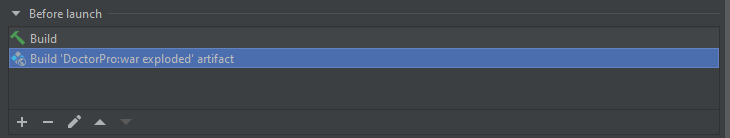 Before launch
Build
Build 'DoctorPro:war exploded' artifact